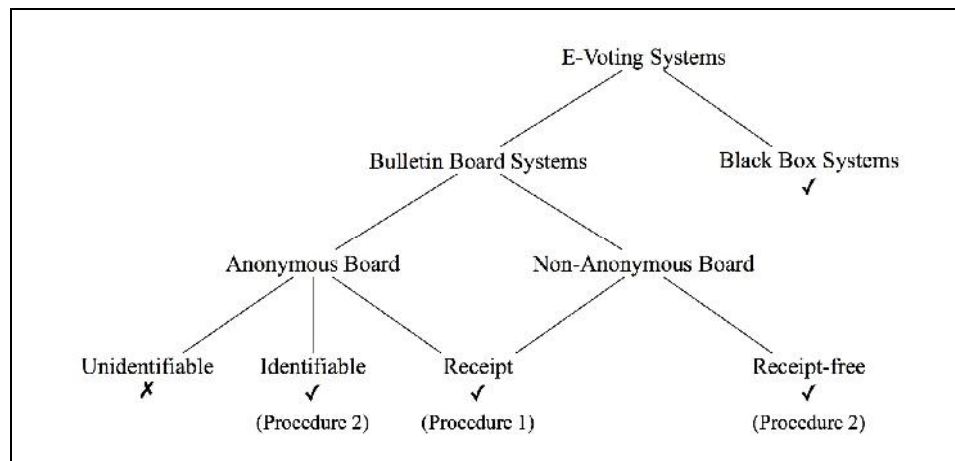 E-Voting Systems
Bulletin Board Systems
Black Box Systems
✓
Anonymous Board
Non-Anonymous Board
Unidentifiable
Identifiable
Receipt
Receipt-free
✗
✓
✓
✓
(Procedure 2)
(Procedure 1)
(Procedure 2)